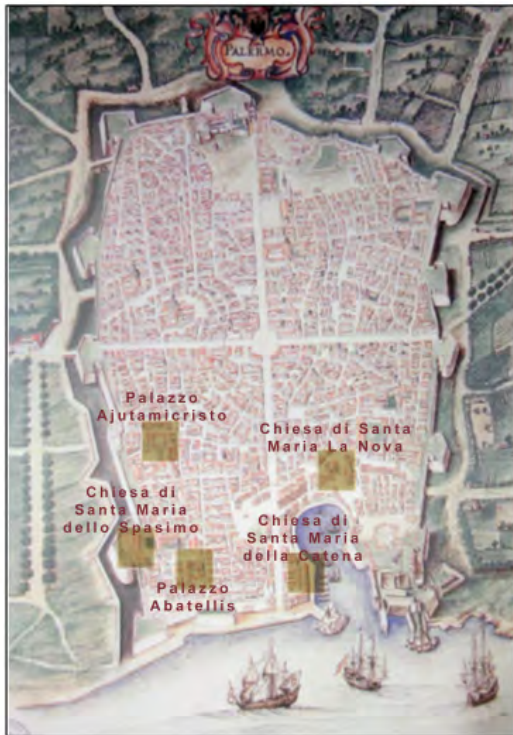 PALERMO.
Palazzo
Ajutamicristo
Chiesa di Santa
Maria La Nova
Chiesa di
Santa Maria
dello Spasimo
Chiesa di
Santa Maria
della Catena
Palazzo
Abatellis